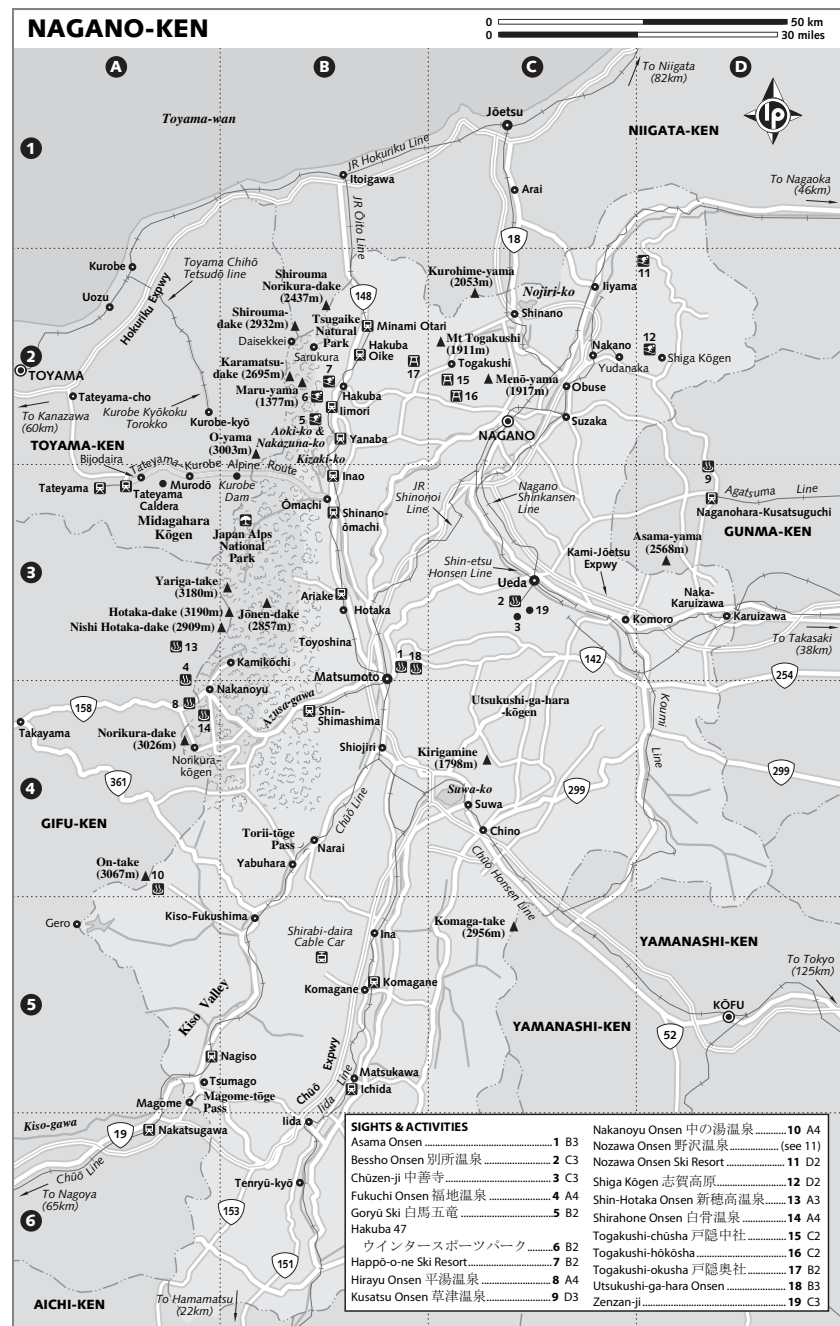 NAGANO-KEN
0 50 km
0 30 miles
A
B
C
D
To Niigata
(82km)
Toyama-wan
Jōetsu
NIIGATA-KEN
1
JR Hokuriku Line
Itoigawa
Arai
To Nagaoka
(46km)
JR Ōito Line
18
Kurobe
Toyama Chihō
Tetsudō line
Shirouma
Norikura-dake
(2437m)
Kurohime-yama
(2053m)
Nojiri-ko
11
Iiyama
Uozu
Hokuriku Expwy
148
Shirouma-
dake (2932m)
Tsugaike
Natural
Park
Minami Otari
Shinano
Daisekkei
Sarukura
Hakuba
Oike
Mt Togakushi
(1911m)
Nakano
12
Yudanaka
Shiga Kōgen
2
TOYAMA
Karamatsu-
dake (2695m)
7
17
Togakushi
15
Menō-yama
(1917m)
Maru-yama
(1377m)
6
Hakuba
16
Obuse
Tateyama-cho
Iimori
To Kanazawa
(60km)
Kurobe Kyōkoku
Torokko
Kurobe-kyō
5
Aoki-ko &
Nakazuna-ko
NAGANO
Suzaka
TOYAMA-KEN
O-yama
(3003m)
Yanaba
Kizaki-ko
Bijodaira
Tateyama-Kurobe Alpine Route
Inao
JR
Shinonoi
Line
Nagano
Shinkansen
Line
9
Tateyama
Tateyama
Caldera
Murodō
Kurobe
Dam
Ōmachi
Shinano-
ōmachi
Agatsuma Line
Naganohara-Kusatsuguchi
Midagahara
Kōgen
Japan Alps
National
Park
GUNMA-KEN
Asama-yama
(2568m)
Kami-Jōetsu
Expwy
Shin-etsu
Honsen Line
3
Yariga-take
(3180m)
Ariake
Ueda
Naka-
Karuizawa
Hotaka-dake (3190m)
Jōnen-dake
(2857m)
Hotaka
2
19
3
Nishi Hotaka-dake (2909m)
Komoro
Karuizawa
Toyoshina
To Takasaki
(38km)
13
Kamikōchi
1
18
142
4
Matsumoto
254
Nakanoyu
Azusa-gawa
Utsukushi-ga-hara
-kōgen
158
8
14
Shin-
Shimashima
Koumi Line
Takayama
Norikura-dake
(3026m)
Shiojiri
Kirigamine
(1798m)
Norikura-
kōgen
361
299
299
4
Suwa-ko
Suwa
GIFU-KEN
Chūō Line
Torii-tōge
Pass
Narai
Chino
Yabuhara
Chūō Honsen Line
On-take
(3067m)
10
Gero
Kiso-Fukushima
Komaga-take
(2956m)
Shirabi-daira
Cable Car
Ina
YAMANASHI-KEN
To Tokyo
(125km)
5
Kiso Valley
Komagane
Komagane
KŌFU
YAMANASHI-KEN
52
Nagiso
Chūō Expwy
Iida Line
Matsukawa
Tsumago
Ichida
Magome
Magome-tōge
Pass
Kiso-gawa
Iida
19
Nakatsugawa
Chūō Line
To Nagoya
(65km)
Tenryū-kyō
6
153
151
AICHI-KEN
To Hamamatsu
(22km)
SIGHTS & ACTIVITIES
Asama Onsen 1 B3
Bessho Onsen 別所温泉 2 C3
Chūzen-ji 中善寺 3 C3
Fukuchi Onsen 福地温泉 4 A4
Goryū Ski 白馬五竜 5 B2
Hakuba 47
ウインタースポーツパーク 6 B2
Happō-o-ne Ski Resort 7 B2
Hirayu Onsen 平湯温泉 8 A4
Kusatsu Onsen 草津温泉 9 D3
Nakanoyu Onsen 中の湯温泉 10 A4
Nozawa Onsen 野沢温泉 (see 11)
Nozawa Onsen Ski Resort 11 D2
Shiga Kōgen 志賀高原 12 D2
Shin-Hotaka Onsen 新穂高温泉 13 A3
Shirahone Onsen 白骨温泉 14 A4
Togakushi-chūsha 戸隠中社 15 C2
Togakushi-hōkōsha 16 C2
Togakushi-okusha 戸隠奥社 17 B2
Utsukushi-ga-hara Onsen 18 B3
Zenzan-ji 19 C3